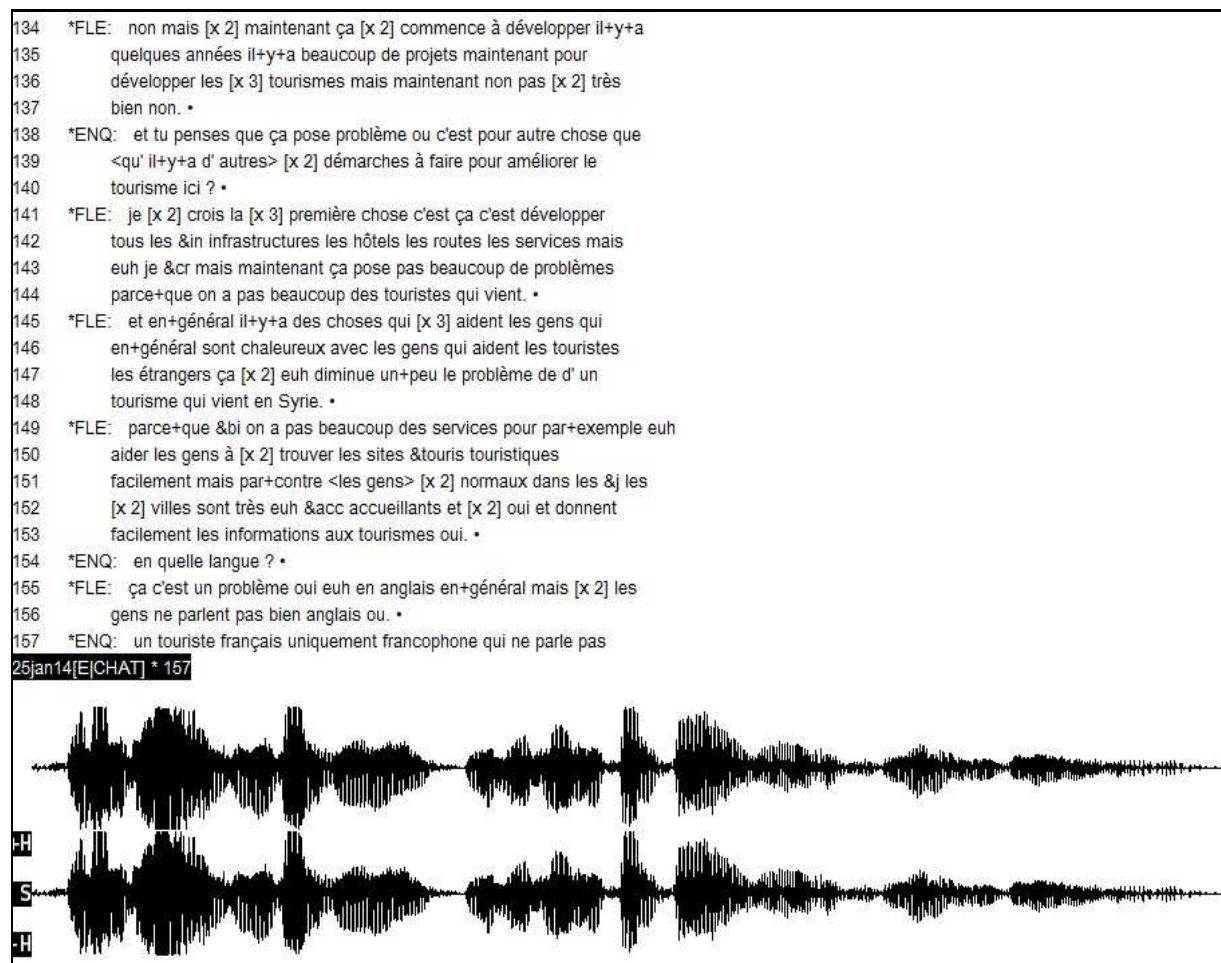 134 *FLE: non mais [x 2] maintenant ça [x 2] commence à développer il+y+a
135 quelques années il+y+a beaucoup de projets maintenant pour
136 développer les [x 3] tourismes mais maintenant non pas [x 2] très
137 bien non. •
138 *ENQ: et tu penses que ça pose problème ou c'est pour autre chose que
139 <qu' il+y+a d' autres> [x 2] démarches à faire pour améliorer le
140 tourisme ici ? •
141 *FLE: je [x 2] crois la [x 3] première chose c'est ça c'est développer
142 tous les &in infrastructures les hôtels les routes les services mais
143 euh je &cr mais maintenant ça pose pas beaucoup de problèmes
144 parce+que on a pas beaucoup des touristes qui vient. •
145 *FLE: et en+général il+y+a des choses qui [x 3] aident les gens qui
146 en+général sont chaleureux avec les gens qui aident les touristes
147 les étrangers ça [x 2] euh diminue un+peu le problème de d' un
148 tourisme qui vient en Syrie. •
149 *FLE: parce+que &bi on a pas beaucoup des services pour par+exemple euh
150 aider les gens à [x 2] trouver les sites &touris touristiques
151 facilement mais par+contre <les gens> [x 2] normaux dans les &j les
152 [x 2] villes sont très euh &acc accueillants et [x 2] oui et donnent
153 facilement les informations aux tourismes oui. •
154 *ENQ: en quelle langue ? •
155 *FLE: ça c'est un problème oui euh en anglais en+général mais [x 2] les
156 gens ne parlent pas bien anglais ou. •
157 *ENQ: un touriste français uniquement francophone qui ne parle pas
25jan14[E|CHAT] * 157
+H
S
-H